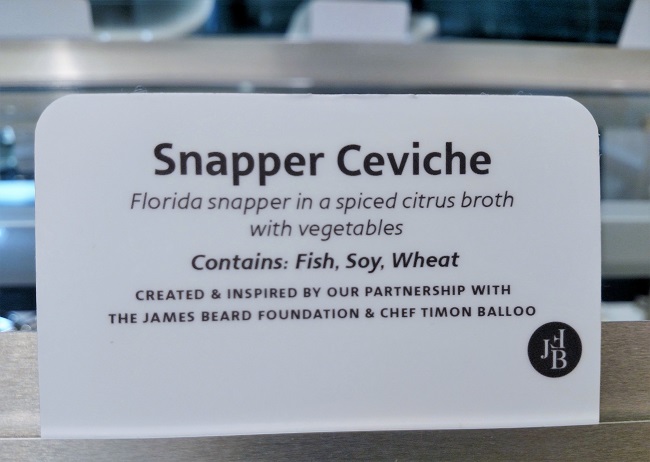 Snapper Ceviche
Florida snapper in a spiced citrus broth
with vegetables
Contains: Fish, Soy, Wheat
CREATED & INSPIRED BY OUR PARTNERSHIP WITH
THE JAMES BEARD FOUNDATION & CHEF TIMON BALLOO
JFB